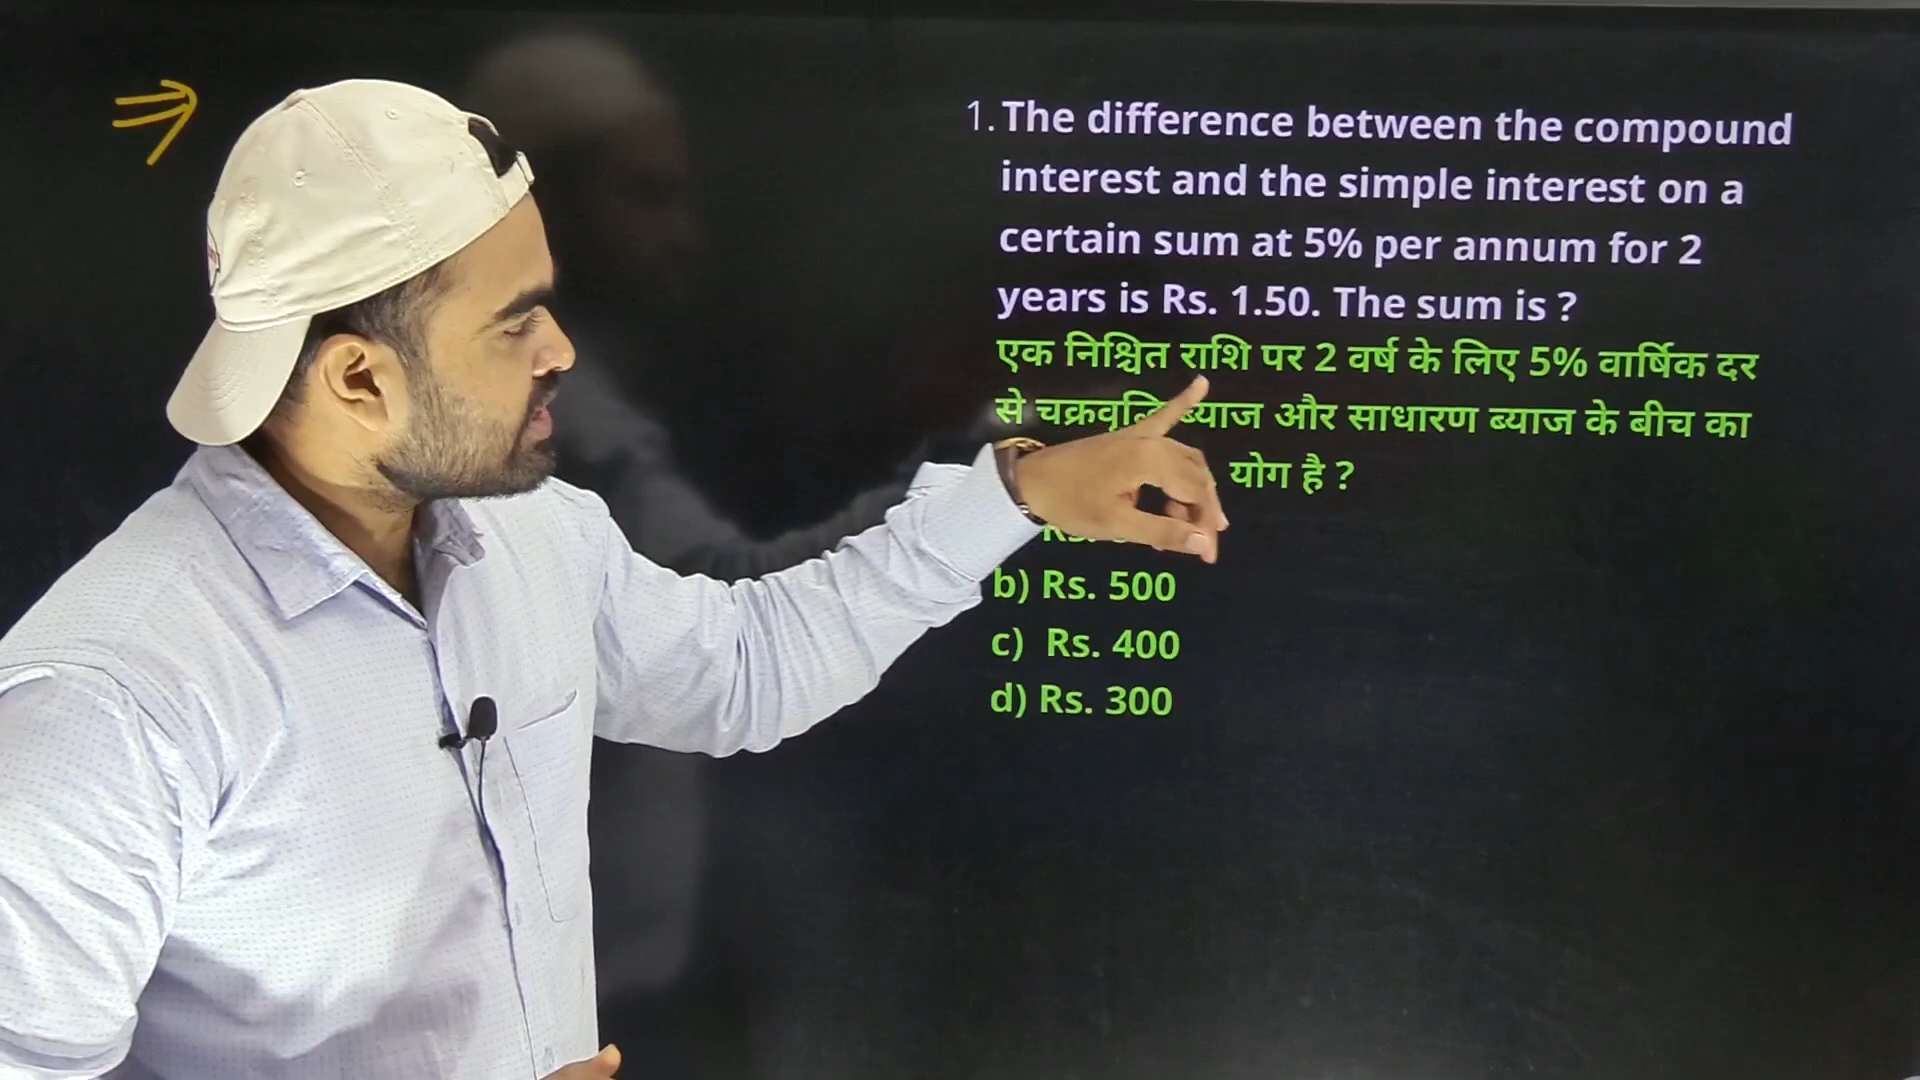 1. The difference between the compound
interest and the simple interest on a
certain sum at 5% per annum for 2
years is Rs. 1.50. The sum is ?
एक निश्चित राशि पर 2 वर्ष के लिए 5% वार्षिक दर
से ब्याज और साधारण ब्याज के बीच का
योग है ?
Rs.
b) Rs. 500
c) Rs. 400
d) Rs. 300